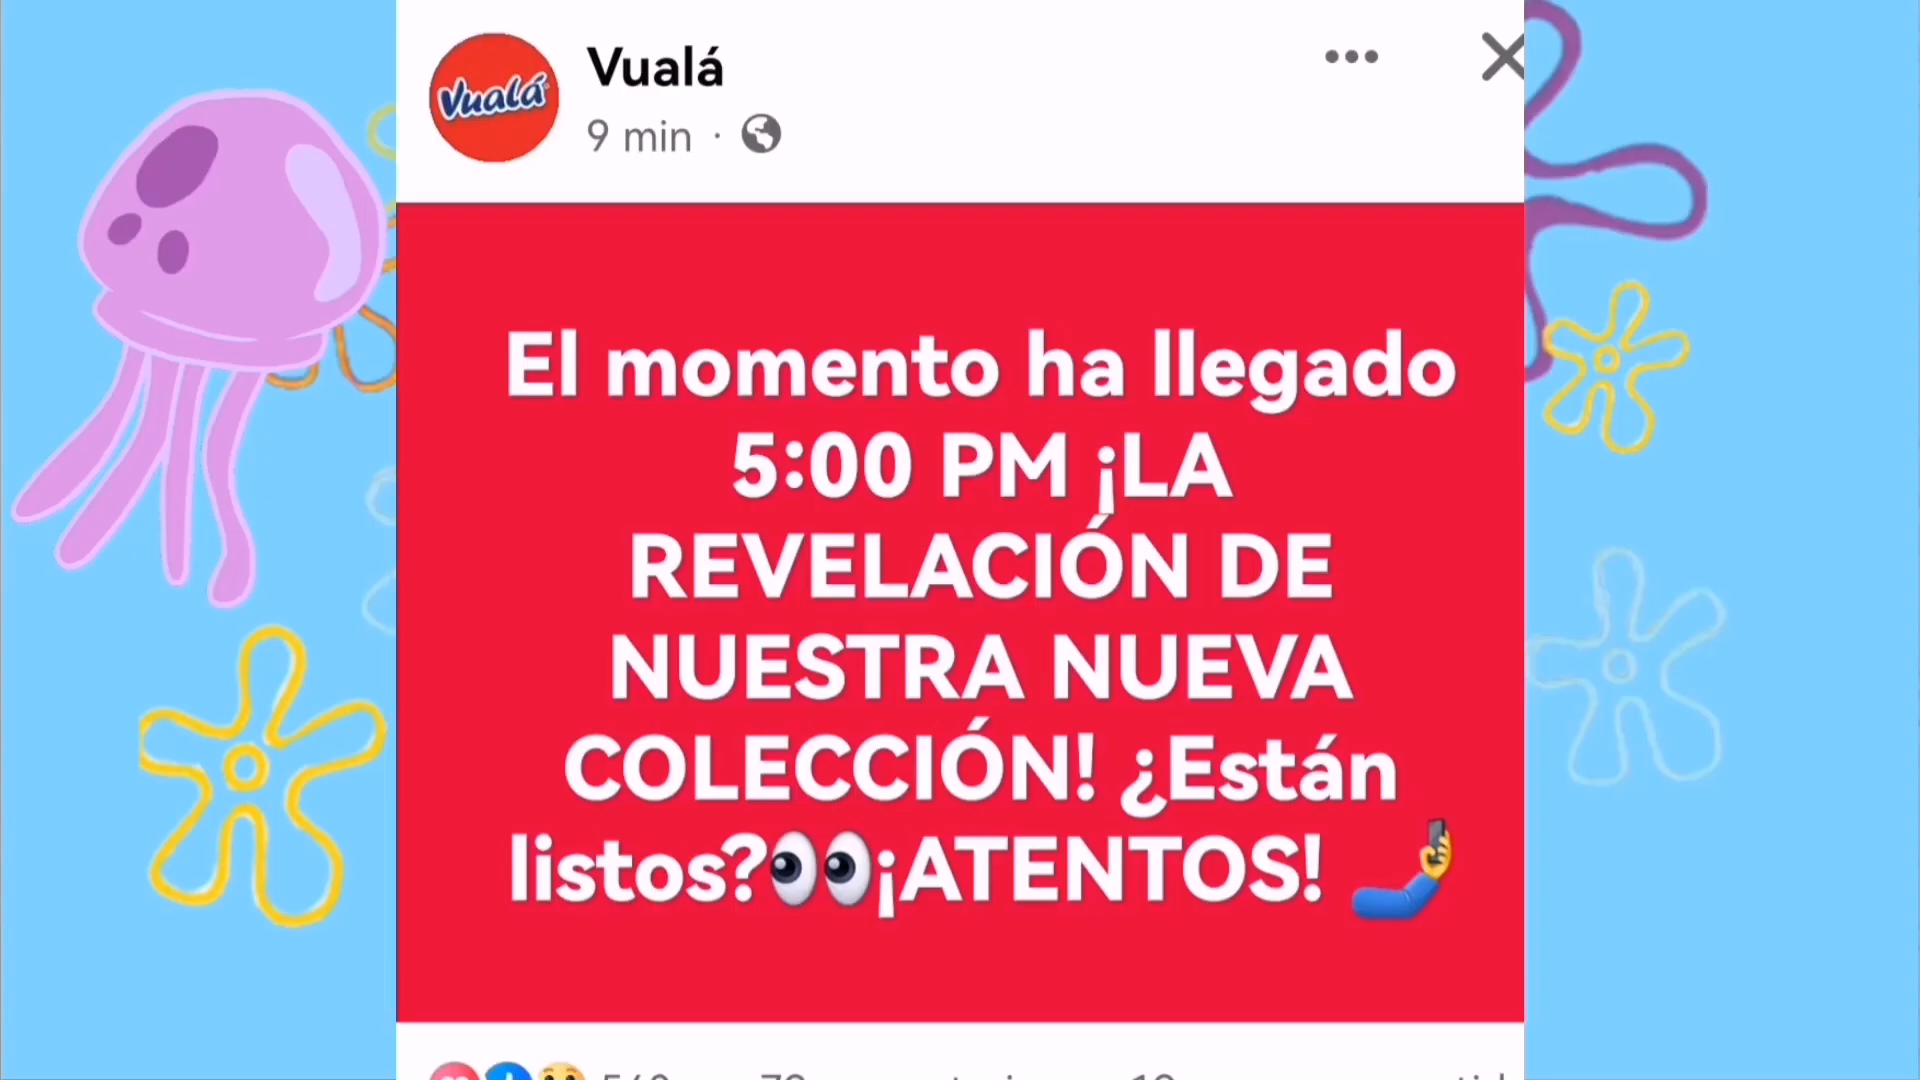 Vualá
Vualá
9 min ·
El momento ha llegado
5:00 PM ¡LA
REVELACIÓN DE
NUESTRA NUEVA
COLECCIÓN! ¿Están
listos?👀¡ATENTOS! 🤳